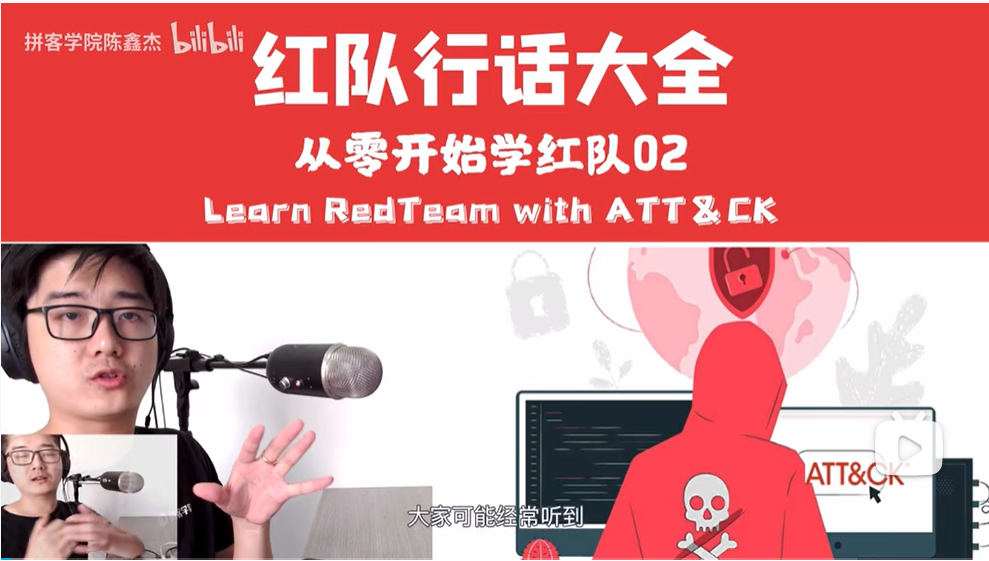 拼客学院陈鑫杰 bilibili
红队行话大全
从零开始学红队02
Learn RedTeam with ATT&CK
ATT&CK
大家可能经常听到